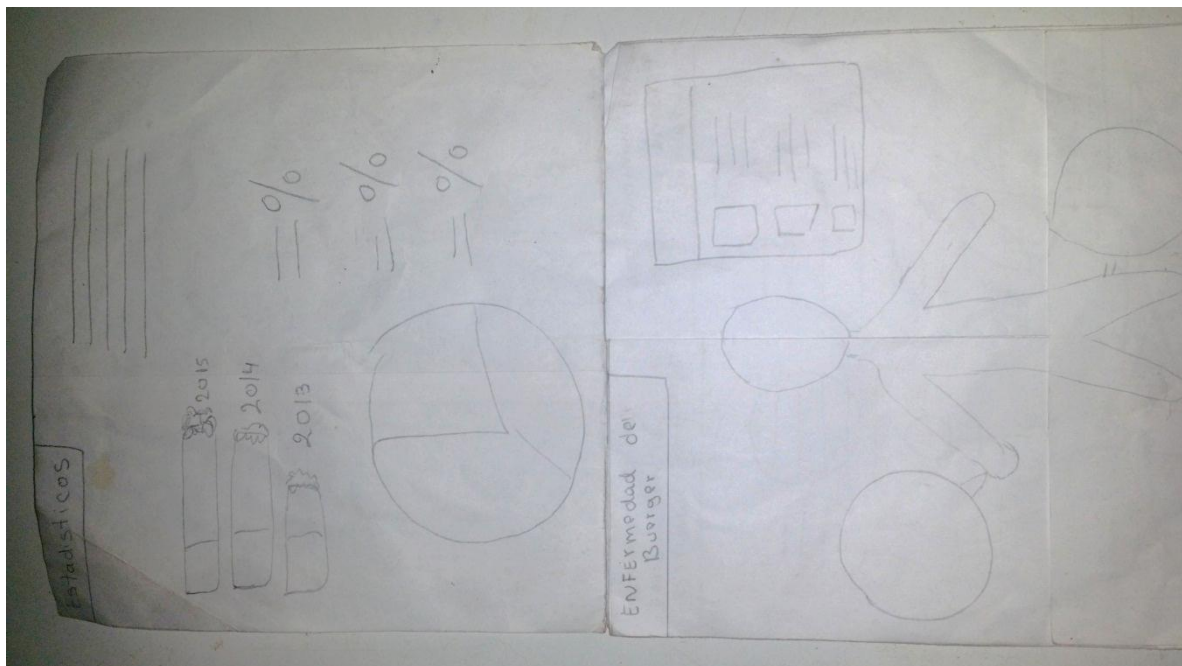 Estadisticos
2015
2014
2013
%
%
%
ENFErmedad de
Buerger